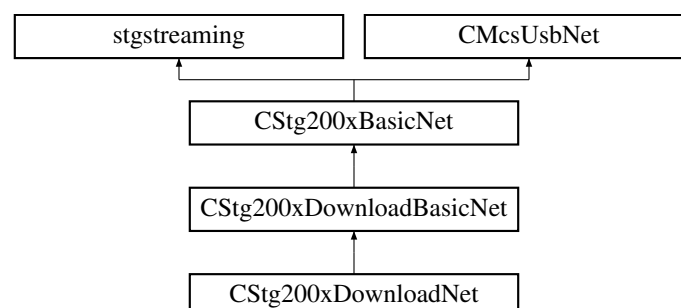 stgstreaming
CMcsUsbNet
CStg200xBasicNet
CStg200xDownloadBasicNet
CStg200xDownloadNet